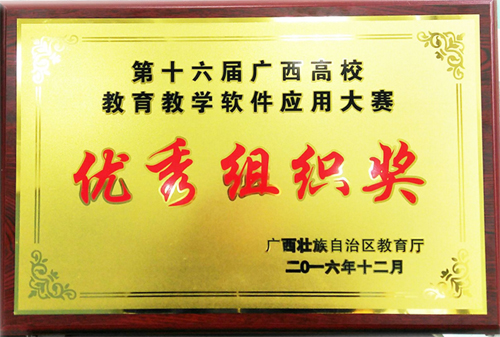 第十六届广西高校
教育教学软件应用大赛
优秀组织奖
广西壮族自治区教育厅
二0一六年十二月